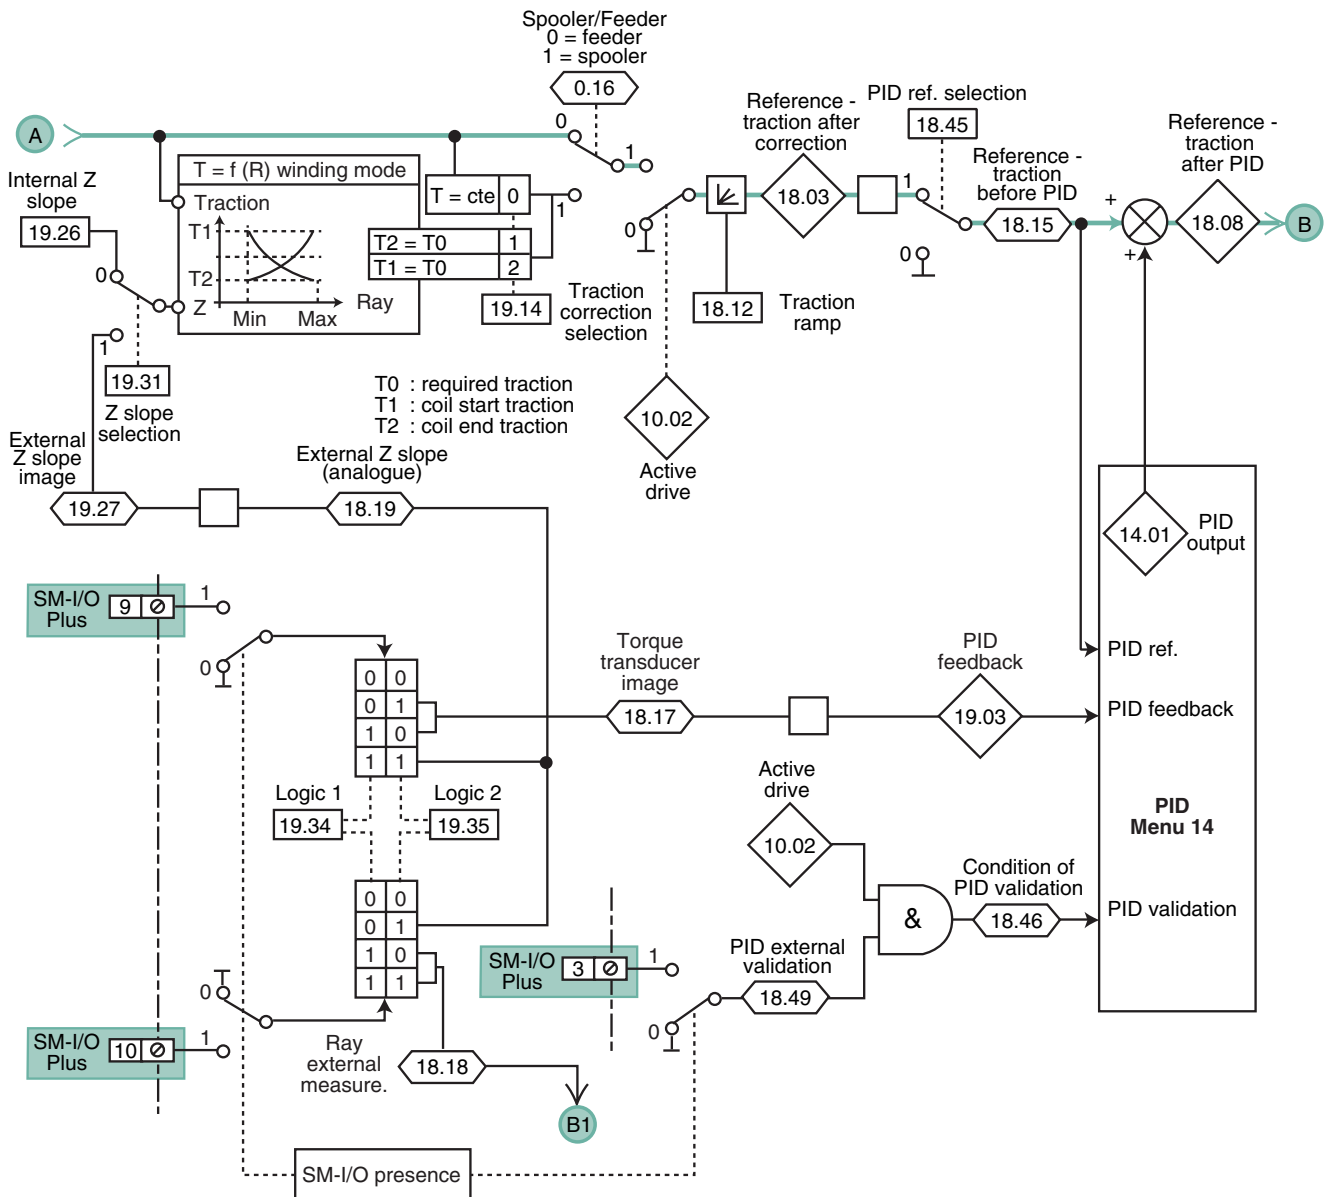 Spooler/Feeder
0 = feeder
1 = spooler
0.16
A
0
1
T = f (R) winding mode
Traction
T1
T2
Z
Ray
Min
Max
Internal Z
slope
19.26
0
1
19.31
Z slope
selection
T = cte
0
T2 = T0
1
T1 = T0
2
1
19.14
Traction
correction
selection
0
10.02
Active
drive
18.12
Traction
ramp
Reference -
traction after
correction
18.03
PID ref. selection
18.45
1
0
Reference -
traction
before PID
18.15
+
+
Reference -
traction
after PID
18.08
B
T0 : required traction
T1 : coil start traction
T2 : coil end traction
External
Z slope
image
19.27
External Z slope
(analogue)
18.19
14.01
PID
output
SM-I/O
Plus
9
1
0
0 0
0 1
1 0
1 1
Torque
transducer
image
18.17
PID
feedback
19.03
PID ref.
PID feedback
PID
Menu 14
PID validation
Logic 1
19.34
Logic 2
19.35
Active
drive
10.02
&
Condition of
PID validation
18.46
0 0
0 1
1 0
1 1
SM-I/O
Plus
3
1
0
PID external
validation
18.49
0
SM-I/O
Plus
10
1
Ray
external
measure.
18.18
B1
SM-I/O presence